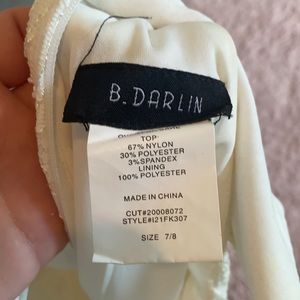 B. DARLIN
TOP
67% NYLON
30% POLYESTER
3%SPANDEX
LINING
100% POLYESTER
MADE IN CHINA
CUT#20008072
STYLE#I21FK307
SIZE 7/8